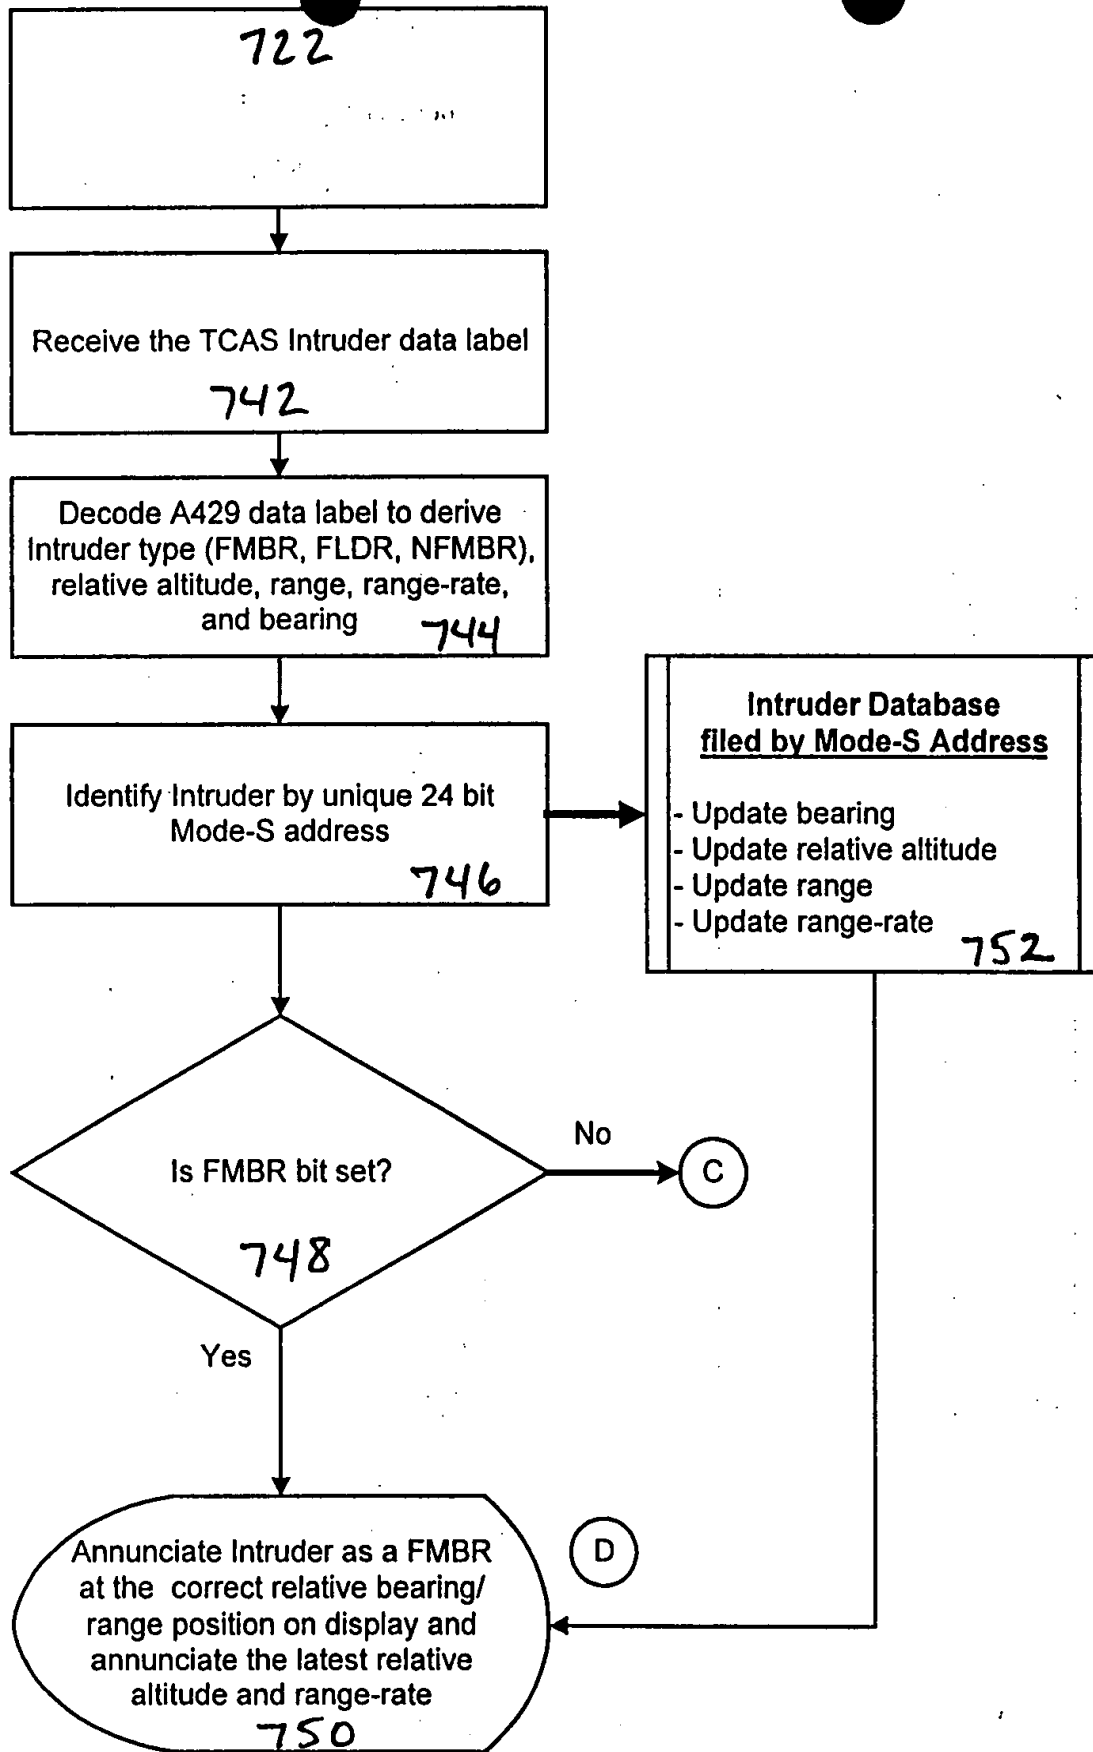 722
Receive the TCAS Intruder data label
742
Decode A429 data label to derive
Intruder type (FMBR, FLDR, NFMBR),
relative altitude, range, range-rate,
and bearing
744
Identify Intruder by unique 24 bit
Mode-S address
746
Intruder Database
filed by Mode-S Address
- Update bearing
- Update relative altitude
- Update range
- Update range-rate
752
Is FMBR bit set?
748
No
C
Yes
D
Annunciate Intruder as a FMBR
at the correct relative bearing/
range position on display and
annunciate the latest relative
altitude and range-rate
750